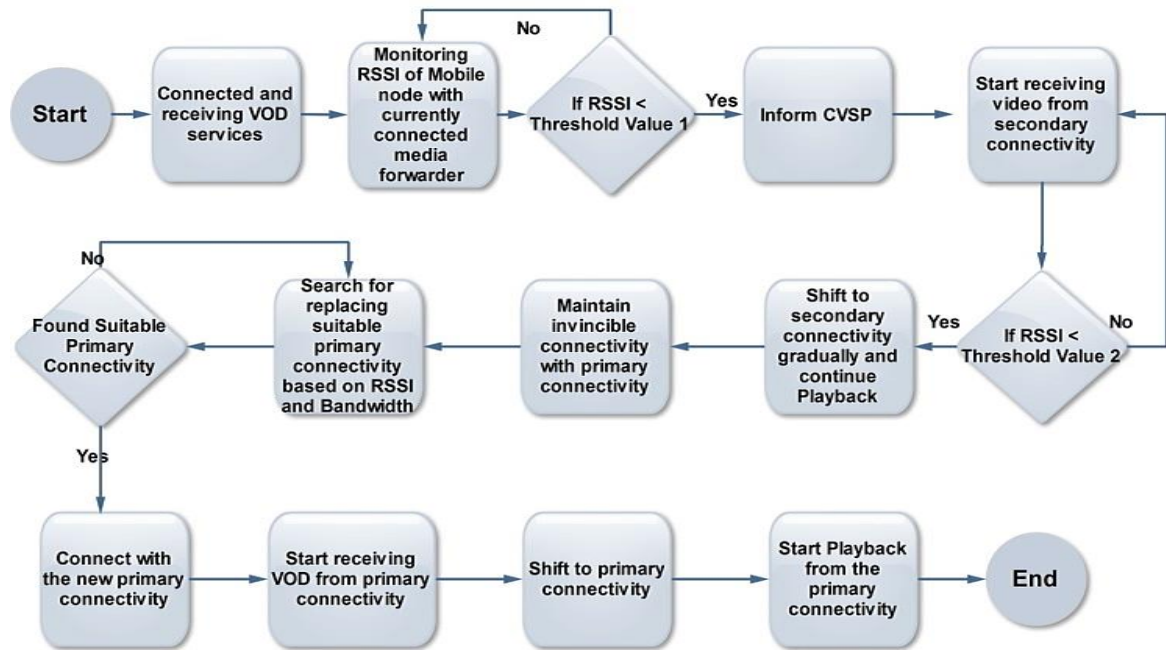 Start
Connected and
receiving VOD
services
Monitoring
RSSI of Mobile
node with
currently
connected
media
forwarder
No
If RSSI <
Threshold Value 1
Yes
Inform CVSP
Start receiving
video from
secondary
connectivity
If RSSI <
Threshold Value 2
No
Yes
Shift to
secondary
connectivity
gradually and
continue
Playback
Maintain
invincible
connectivity
with primary
connectivity
Search for
replacing
suitable
primary
connectivity
based on RSSI
and Bandwidth
No
Found Suitable
Primary
Connectivity
Yes
Connect with
the new primary
connectivity
Start receiving
VOD from primary
connectivity
Shift to primary
connectivity
Start Playback
from the
primary
connectivity
End